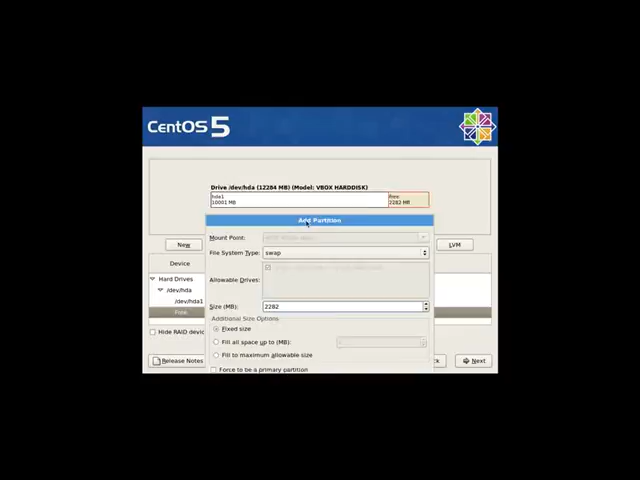 CentOS 5
Drive /dev/hda (12284 MB) (Model: VBOX HARDDISK)
hda1
10001 MB
Free
2282 MB
Add Partition
Mount Point:
File System Type: swap
Allowable Drives:
Size (MB): 2282
Additional Size Options
Fixed size
Fill all space up to (MB):
Fill to maximum allowable size
Force to be a primary partition
New
LVM
Device
Hard Drives
/dev/hda
/dev/hda1
Free
Hide RAID devic
Release Notes
ck
Next